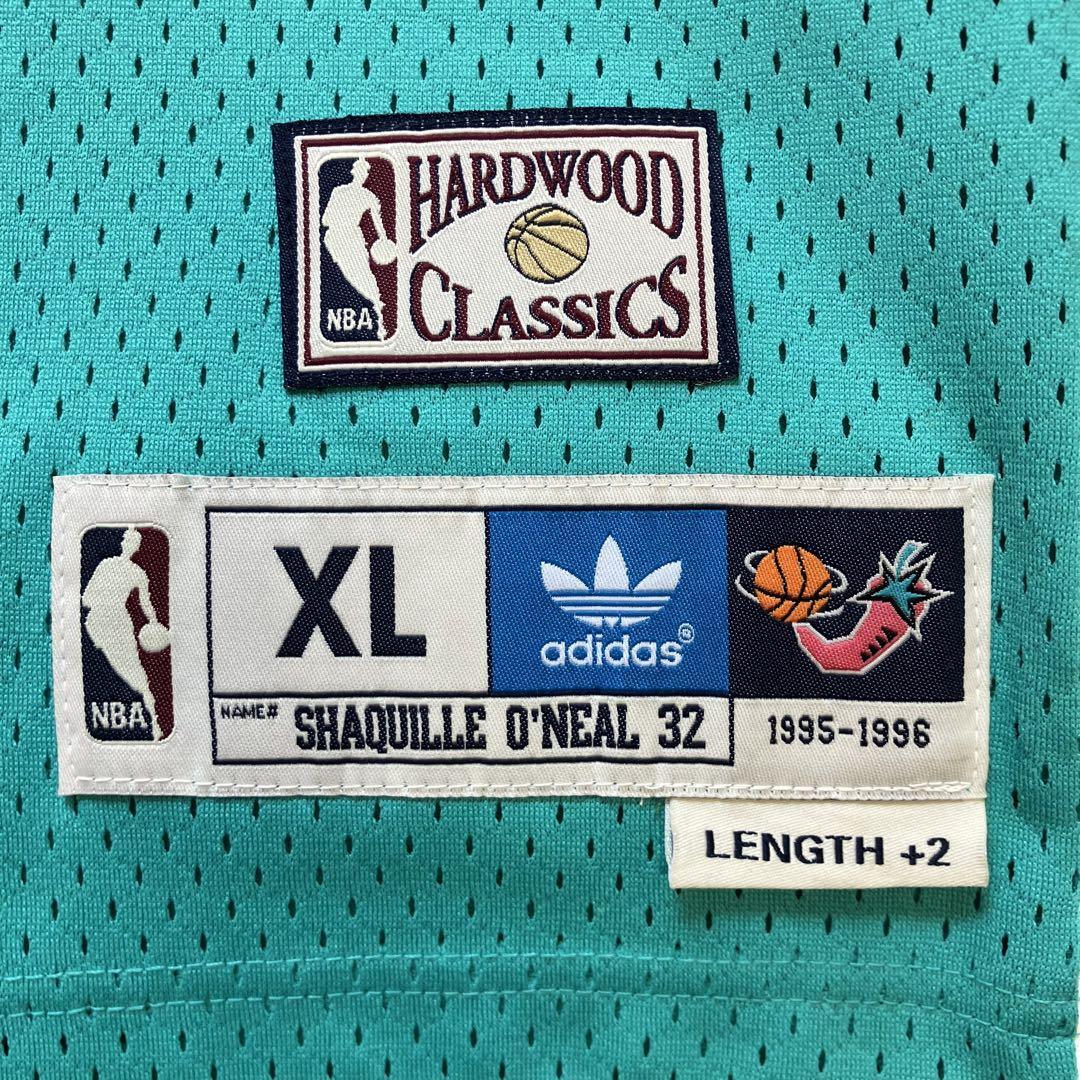 HARDWOOD
NBA
CLASSICS
XL
adidas®
NBA
NAME# SHAQUILLE O'NEAL 32
1995-1996
LENGTH +2